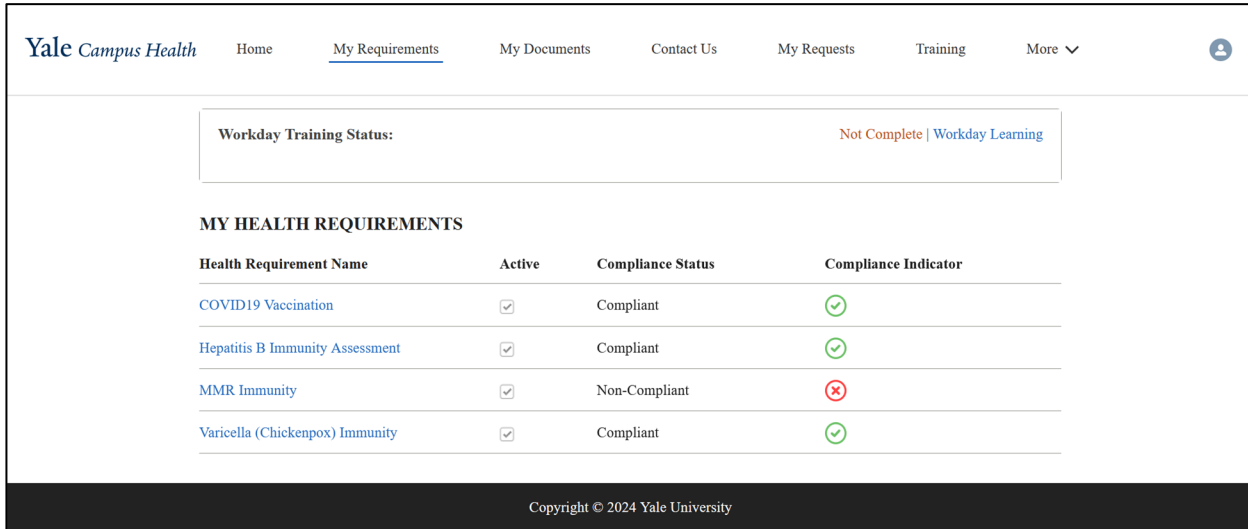 Yale Campus Health Home My Requirements My Documents Contact Us My Requests Training More
Workday Training Status: Not Complete | Workday Learning
MY HEALTH REQUIREMENTS
Health Requirement Name Active Compliance Status Compliance Indicator
COVID19 Vaccination Compliant
Hepatitis B Immunity Assessment Compliant
MMR Immunity Non-Compliant
Varicella (Chickenpox) Immunity Compliant
Copyright © 2024 Yale University